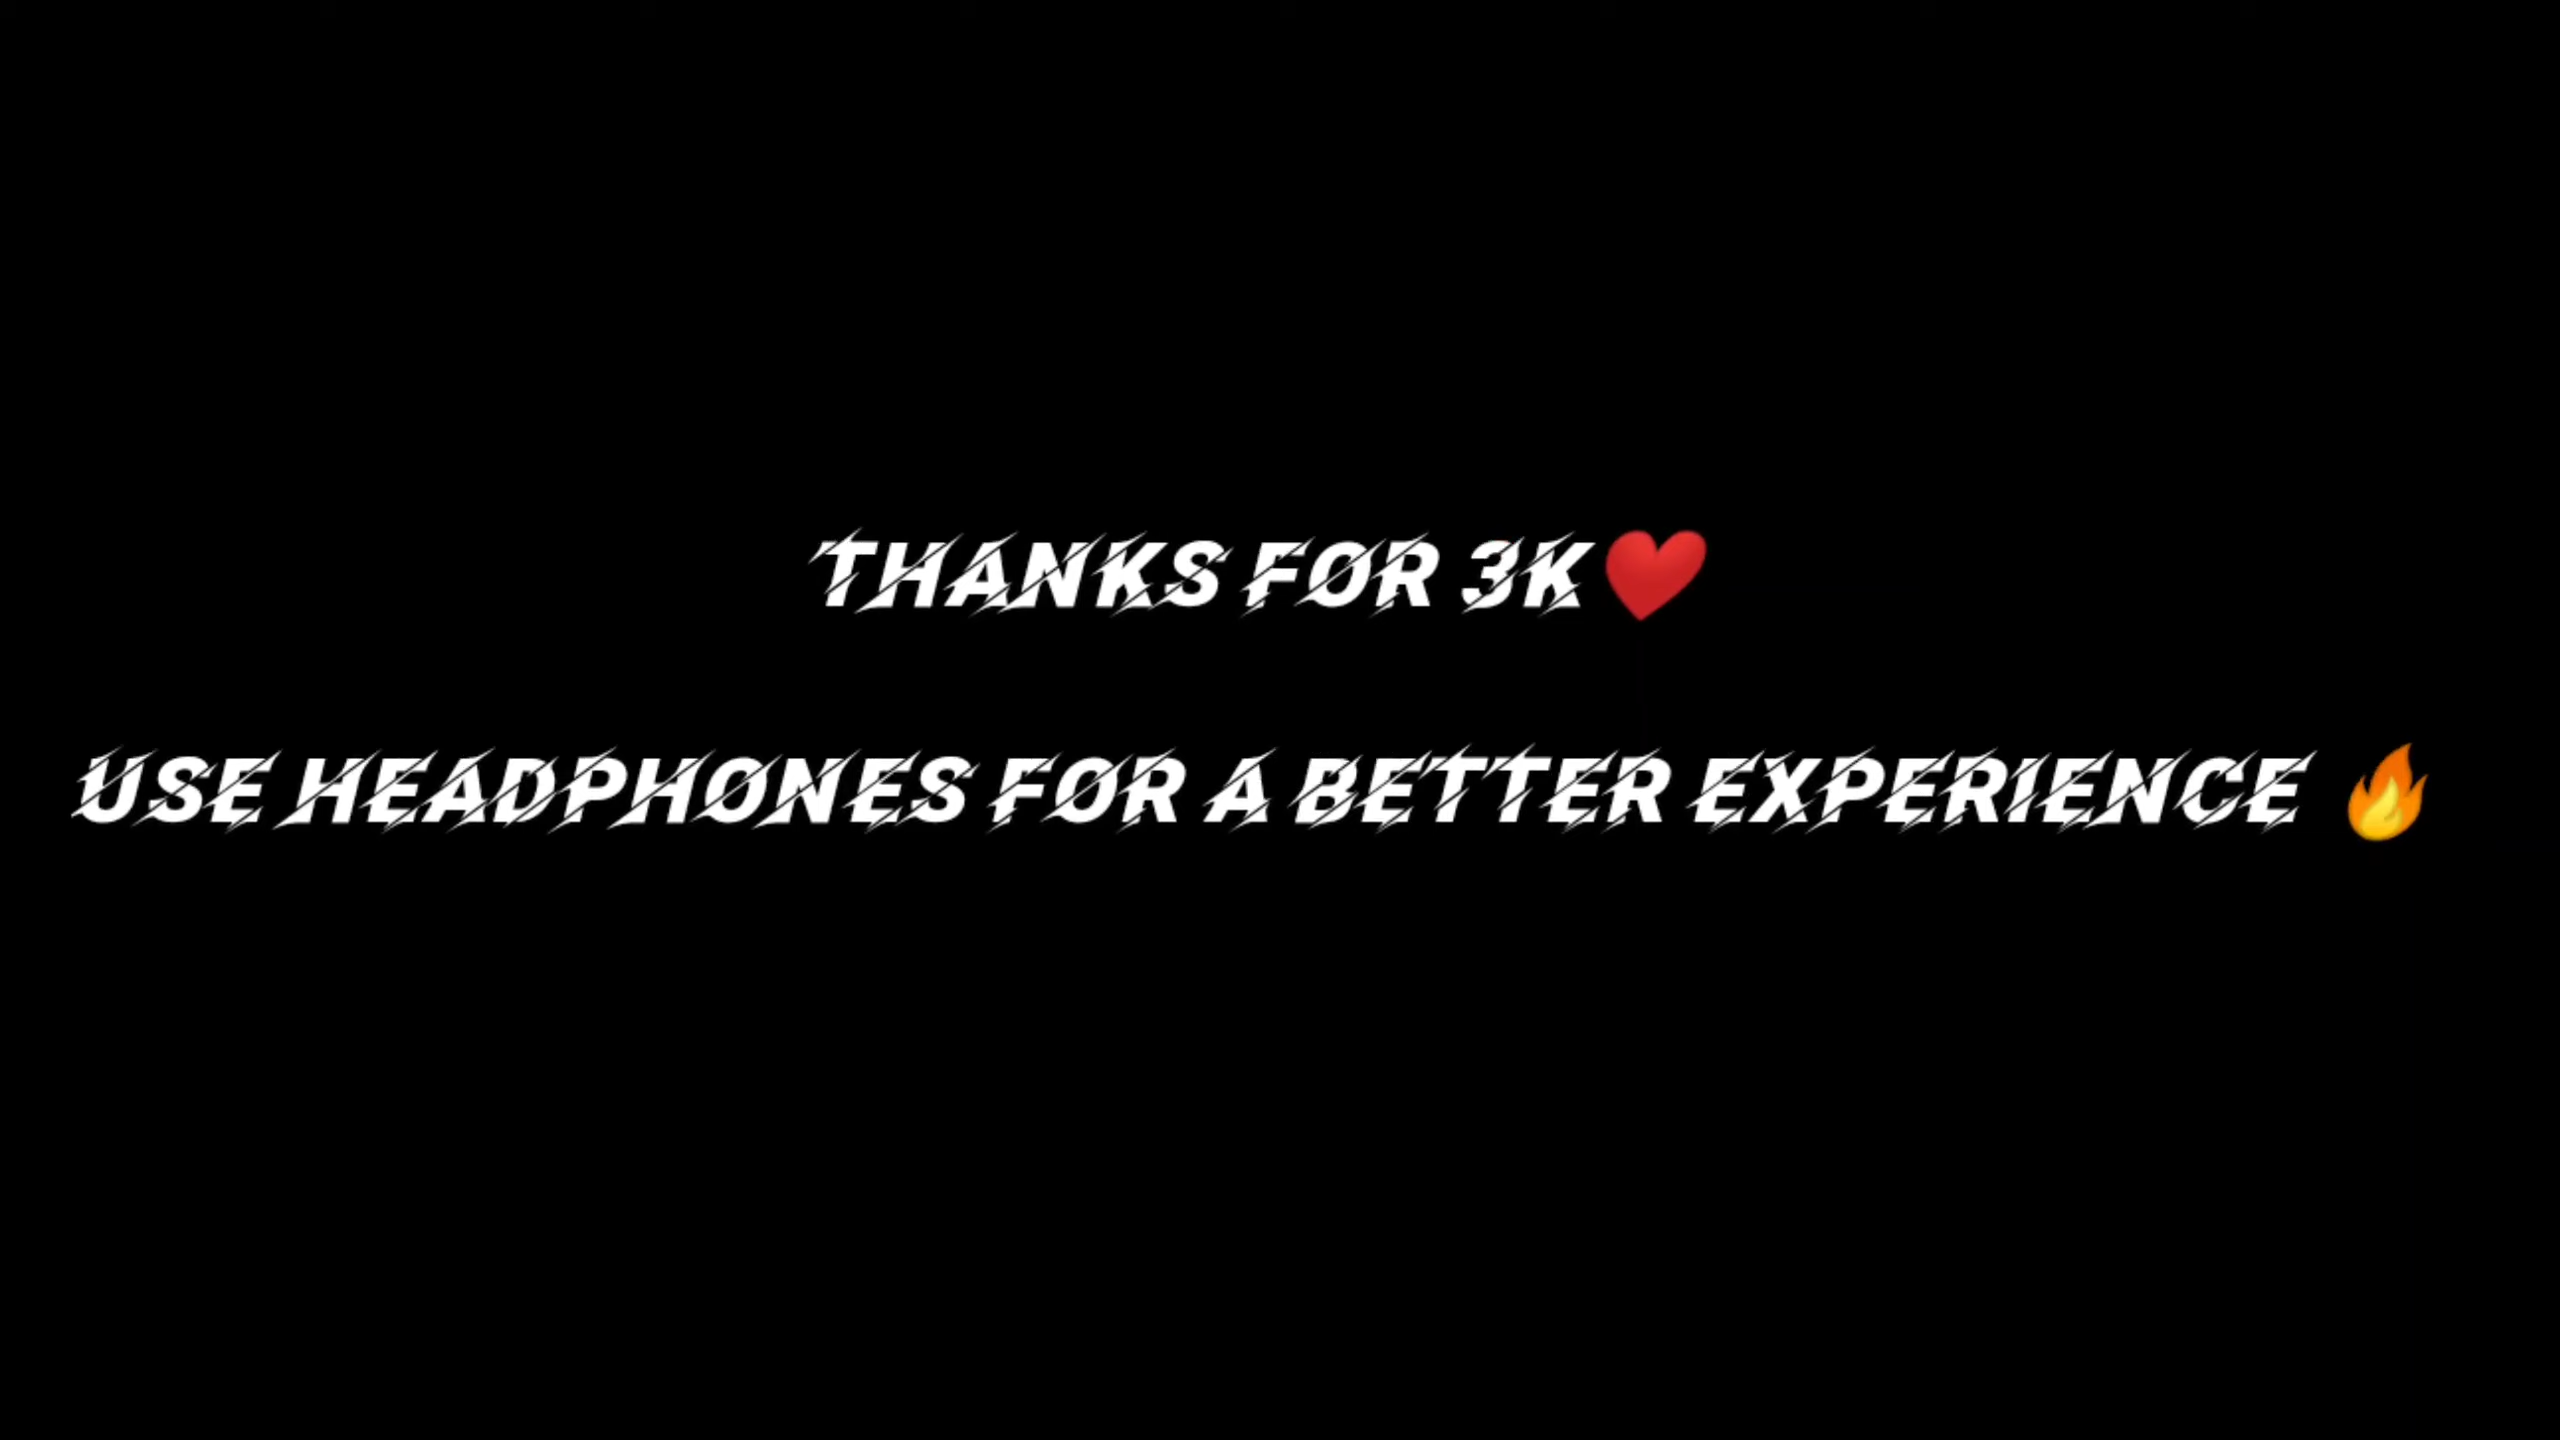 THANKS FOR 3K❤️
USE HEADPHONES FOR A BETTER EXPERIENCE 🔥